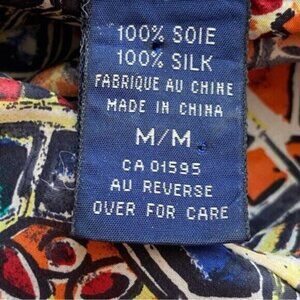 100% SOIE
100% SILK
FABRIQUE AU CHINE
MADE IN CHINA
M/M
CA 01595
AU REVERSE
OVER FOR CARE